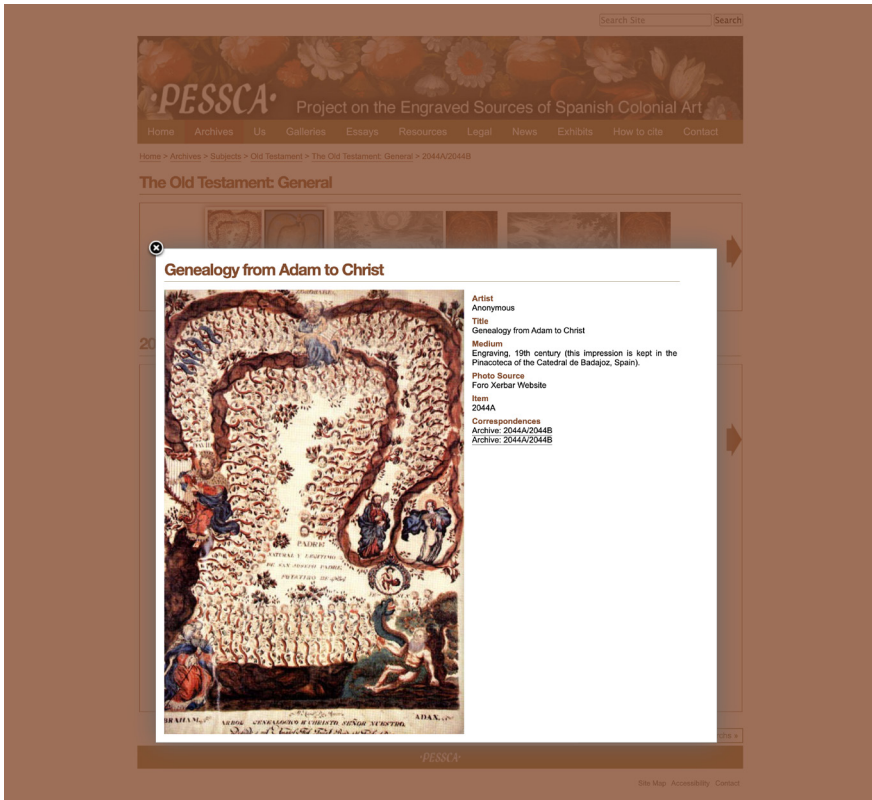 Search Site Search
·PESSCA· Project on the Engraved Sources of Spanish Colonial Art
Home Archives Us Galleries Essays Resources Legal News Exhibits How to cite Contact
Home > Archives > Subjects > Old Testament > The Old Testament: General > 2044A/2044B
The Old Testament: General
20
Genealogy from Adam to Christ
Artist
Anonymous
Title
Genealogy from Adam to Christ
Medium
Engraving, 19th century (this impression is kept in the
Pinacoteca of the Catedral de Badajoz, Spain).
Photo Source
Foro Xerbar Website
Item
2044A
Correspondences
Archive: 2044A/2044B
Archive: 2044A/2044B
DAVID
PADRE
NATURAL Y LEGITIMO
DE SAN JOSEPH PADRE
PUTATIVO DE
BRAHAM ARBOL GENEALOGICO D CHRISTO SEÑOR NUESTRO. ADAN
·PESSCA·
Site Map Accessibility Contact